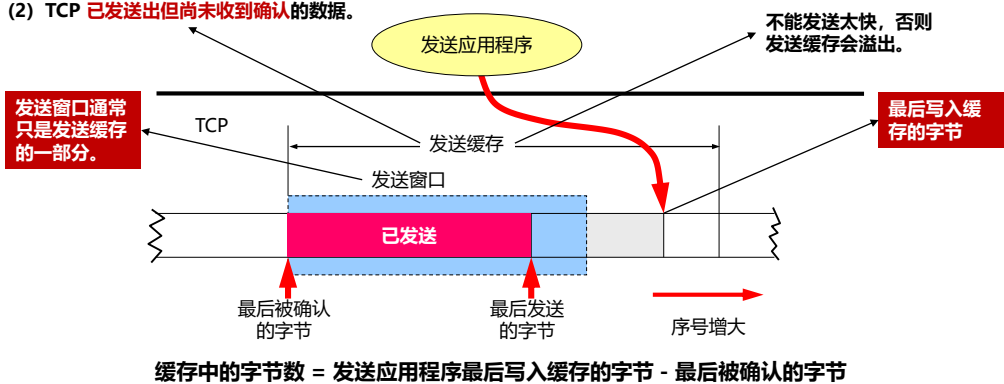 (2) TCP 已发送出但尚未收到确认的数据。
不能发送太快，否则
发送缓存会溢出。
发送应用程序
发送窗口通常
只是发送缓存
的一部分。
最后写入缓
存的字节
TCP
发送缓存
发送窗口
已发送
最后被确认
的字节
最后发送
的字节
序号增大
缓存中的字节数 = 发送应用程序最后写入缓存的字节 - 最后被确认的字节